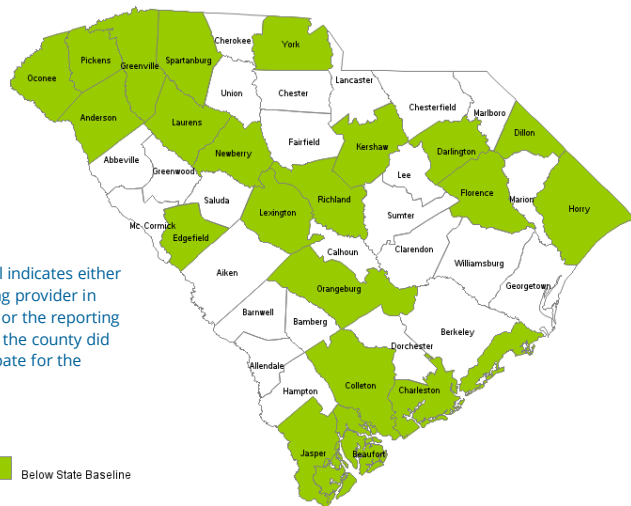 Cherokee
York
Spartanburg
Pickens
Greenville
Oconee
Lancaster
Union
Chester
Chesterfield
Marlboro
Anderson
Laurens
Dillon
Fairfield
Kershaw
Darlington
Newberry
Abbeville
Greenwood
Lee
Florence
Marion
Saluda
Richland
Horry
Lexington
Sumter
Mc Cormick
Edgefield
Calhoun
Clarendon
Williamsburg
Aiken
l indicates either
Georgetown
g provider in
Orangeburg
or the reporting
Barnwell
Bamberg
Berkeley
the county did
Dorchester
pate for the
Allendale
Colleton
Charleston
Hampton
Jasper
Beaufort
Below State Baseline